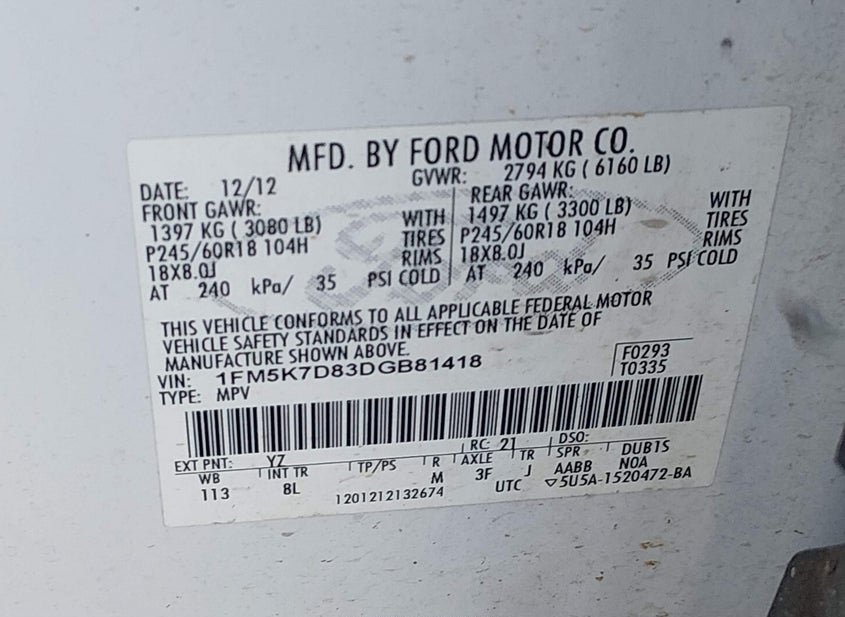 MFD. BY FORD MOTOR CO.
DATE: 12/12 GVWR: 2794 KG ( 6160 LB)
FRONT GAWR: REAR GAWR:
1397 KG ( 3080 LB) WITH 1497 KG ( 3300 LB) WITH
P245/60R18 104H TIRES P245/60R18 104H TIRES
18X8.0J RIMS 18X8.0J RIMS
AT 240 kPa/ 35 PSI COLD AT 240 kPa/ 35 PSI COLD
THIS VEHICLE CONFORMS TO ALL APPLICABLE FEDERAL MOTOR
VEHICLE SAFETY STANDARDS IN EFFECT ON THE DATE OF
MANUFACTURE SHOWN ABOVE.
VIN: 1FM5K7D83DGB81418 F0293
TYPE: MPV T0335
EXT PNT: YZ RC: 21 DSO:
WB INT TR TP/PS R AXLE TR SPR DUB1S
113 8L M 3F J AABB N0A
1201212132674 UTC ▽5U5A-1520472-BA
Ford